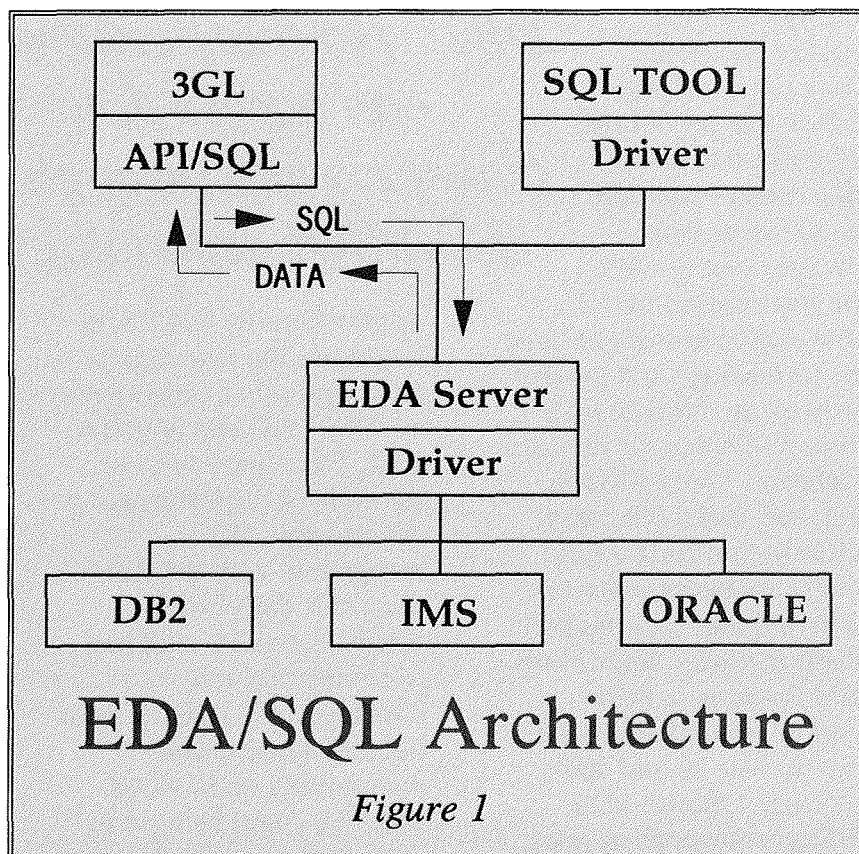 3GL
API/SQL
SQL TOOL
Driver
SQL
DATA
EDA Server
Driver
DB2
IMS
ORACLE
EDA/SQL Architecture
Figure 1